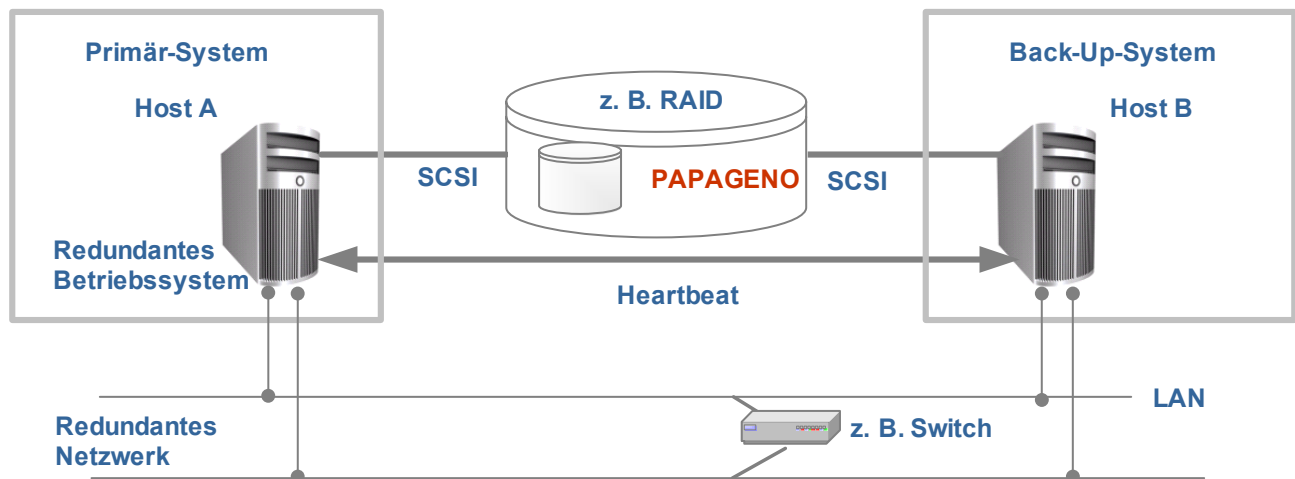 Primär-System
Back-Up-System
Host A
z. B. RAID
Host B
SCSI
PAPAGENO
SCSI
Redundantes
Betriebssystem
Heartbeat
LAN
Redundantes
Netzwerk
z. B. Switch